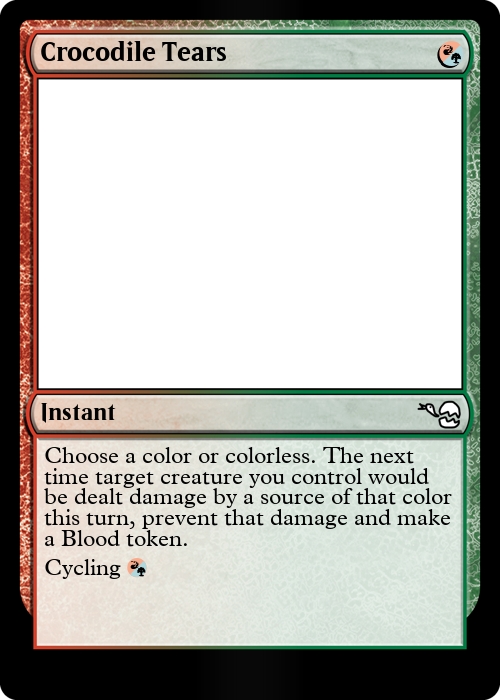 Crocodile Tears
Instant
Choose a color or colorless. The next
time target creature you control would
be dealt damage by a source of that color
this turn, prevent that damage and make
a Blood token.
Cycling